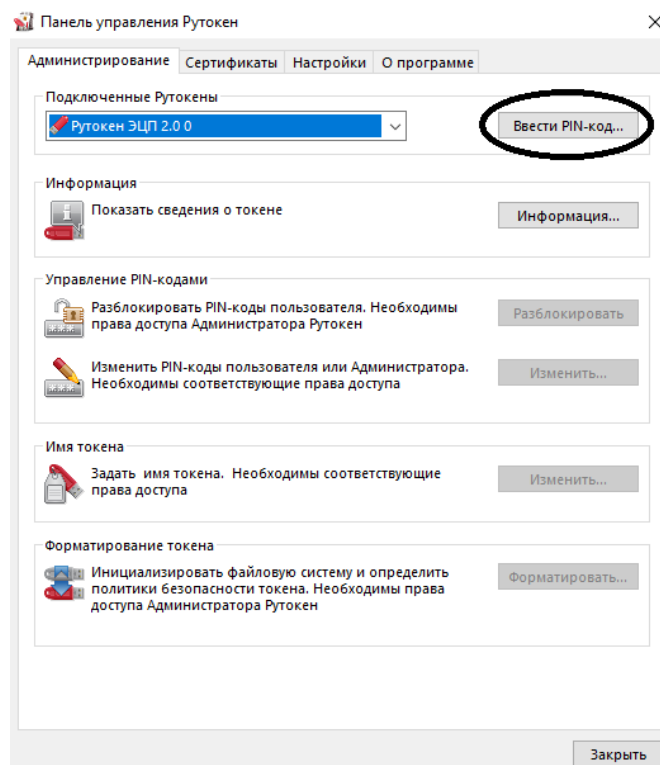 Панель управления Рутокен
Администрирование Сертификаты Настройки О программе
Подключенные Рутокены
Рутокен ЭЦП 2.0 0
Ввести PIN-код...
Информация
Показать сведения о токене
Информация...
Управление PIN-кодами
Разблокировать PIN-коды пользователя. Необходимы
права доступа Администратора Рутокен
Разблокировать
Изменить PIN-коды пользователя или Администратора.
Необходимы соответствующие права доступа
Изменить...
Имя токена
Задать имя токена. Необходимы соответствующие
права доступа
Изменить...
Форматирование токена
Инициализировать файловую систему и определить
политики безопасности токена. Необходимы права
доступа Администратора Рутокен
Форматировать...
Закрыть